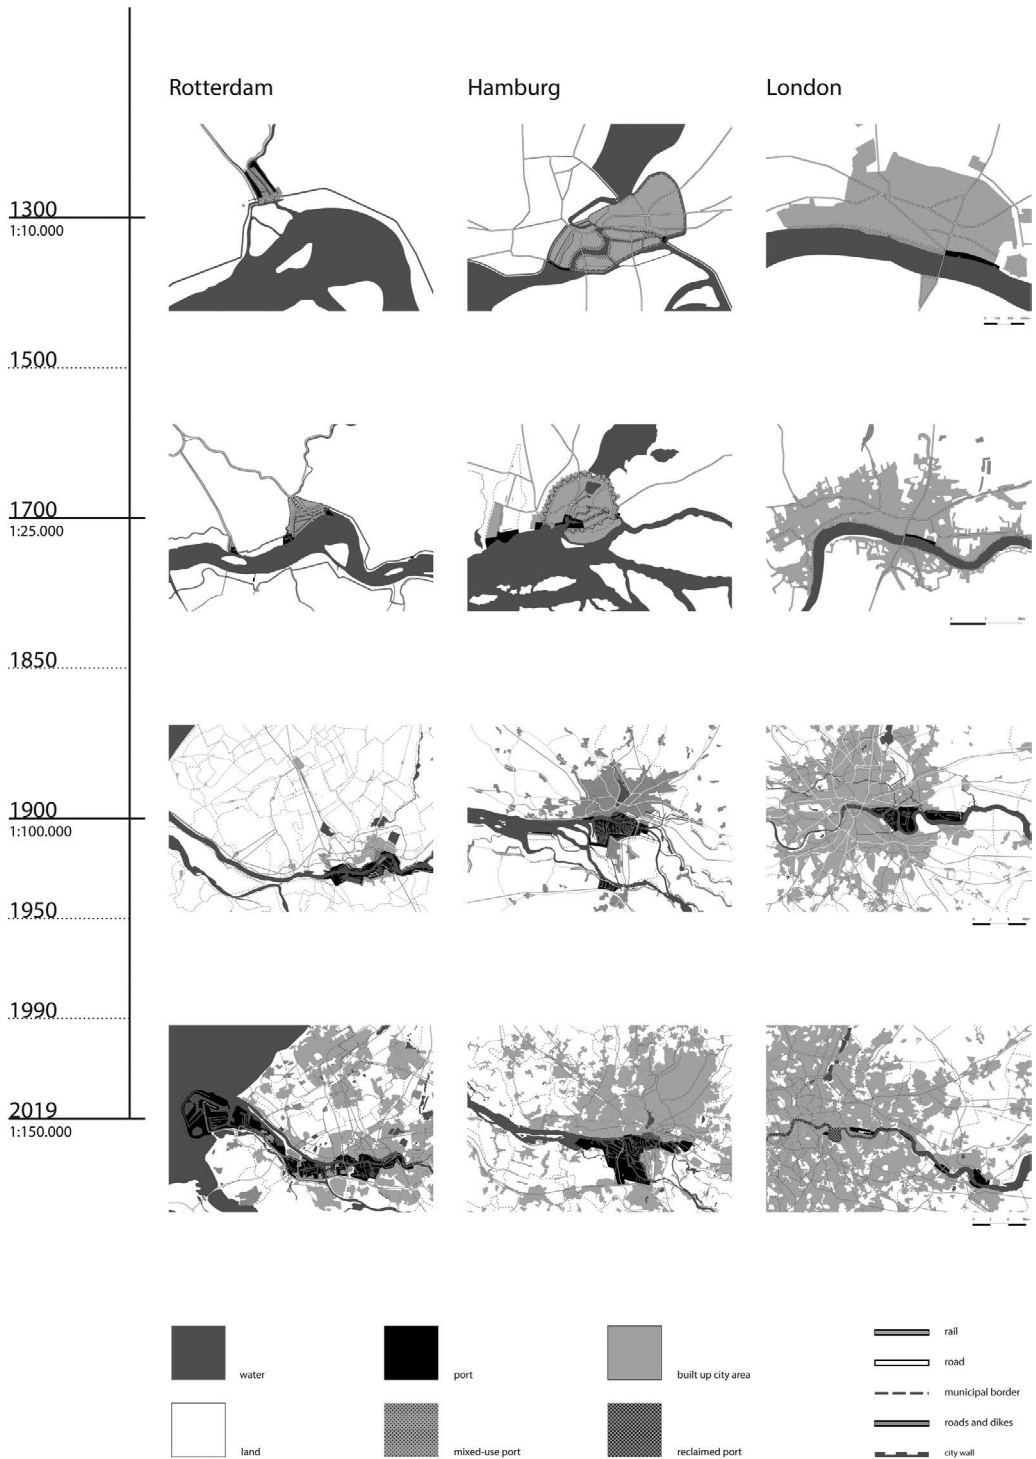 Rotterdam
Hamburg
London
1300
1:10.000
1500
1700
1:25.000
1850
1900
1:100.000
1950
1990
2019
1:150.000
water
port
built up city area
rail
road
municipal border
land
mixed-use port
reclaimed port
roads and dikes
city wall